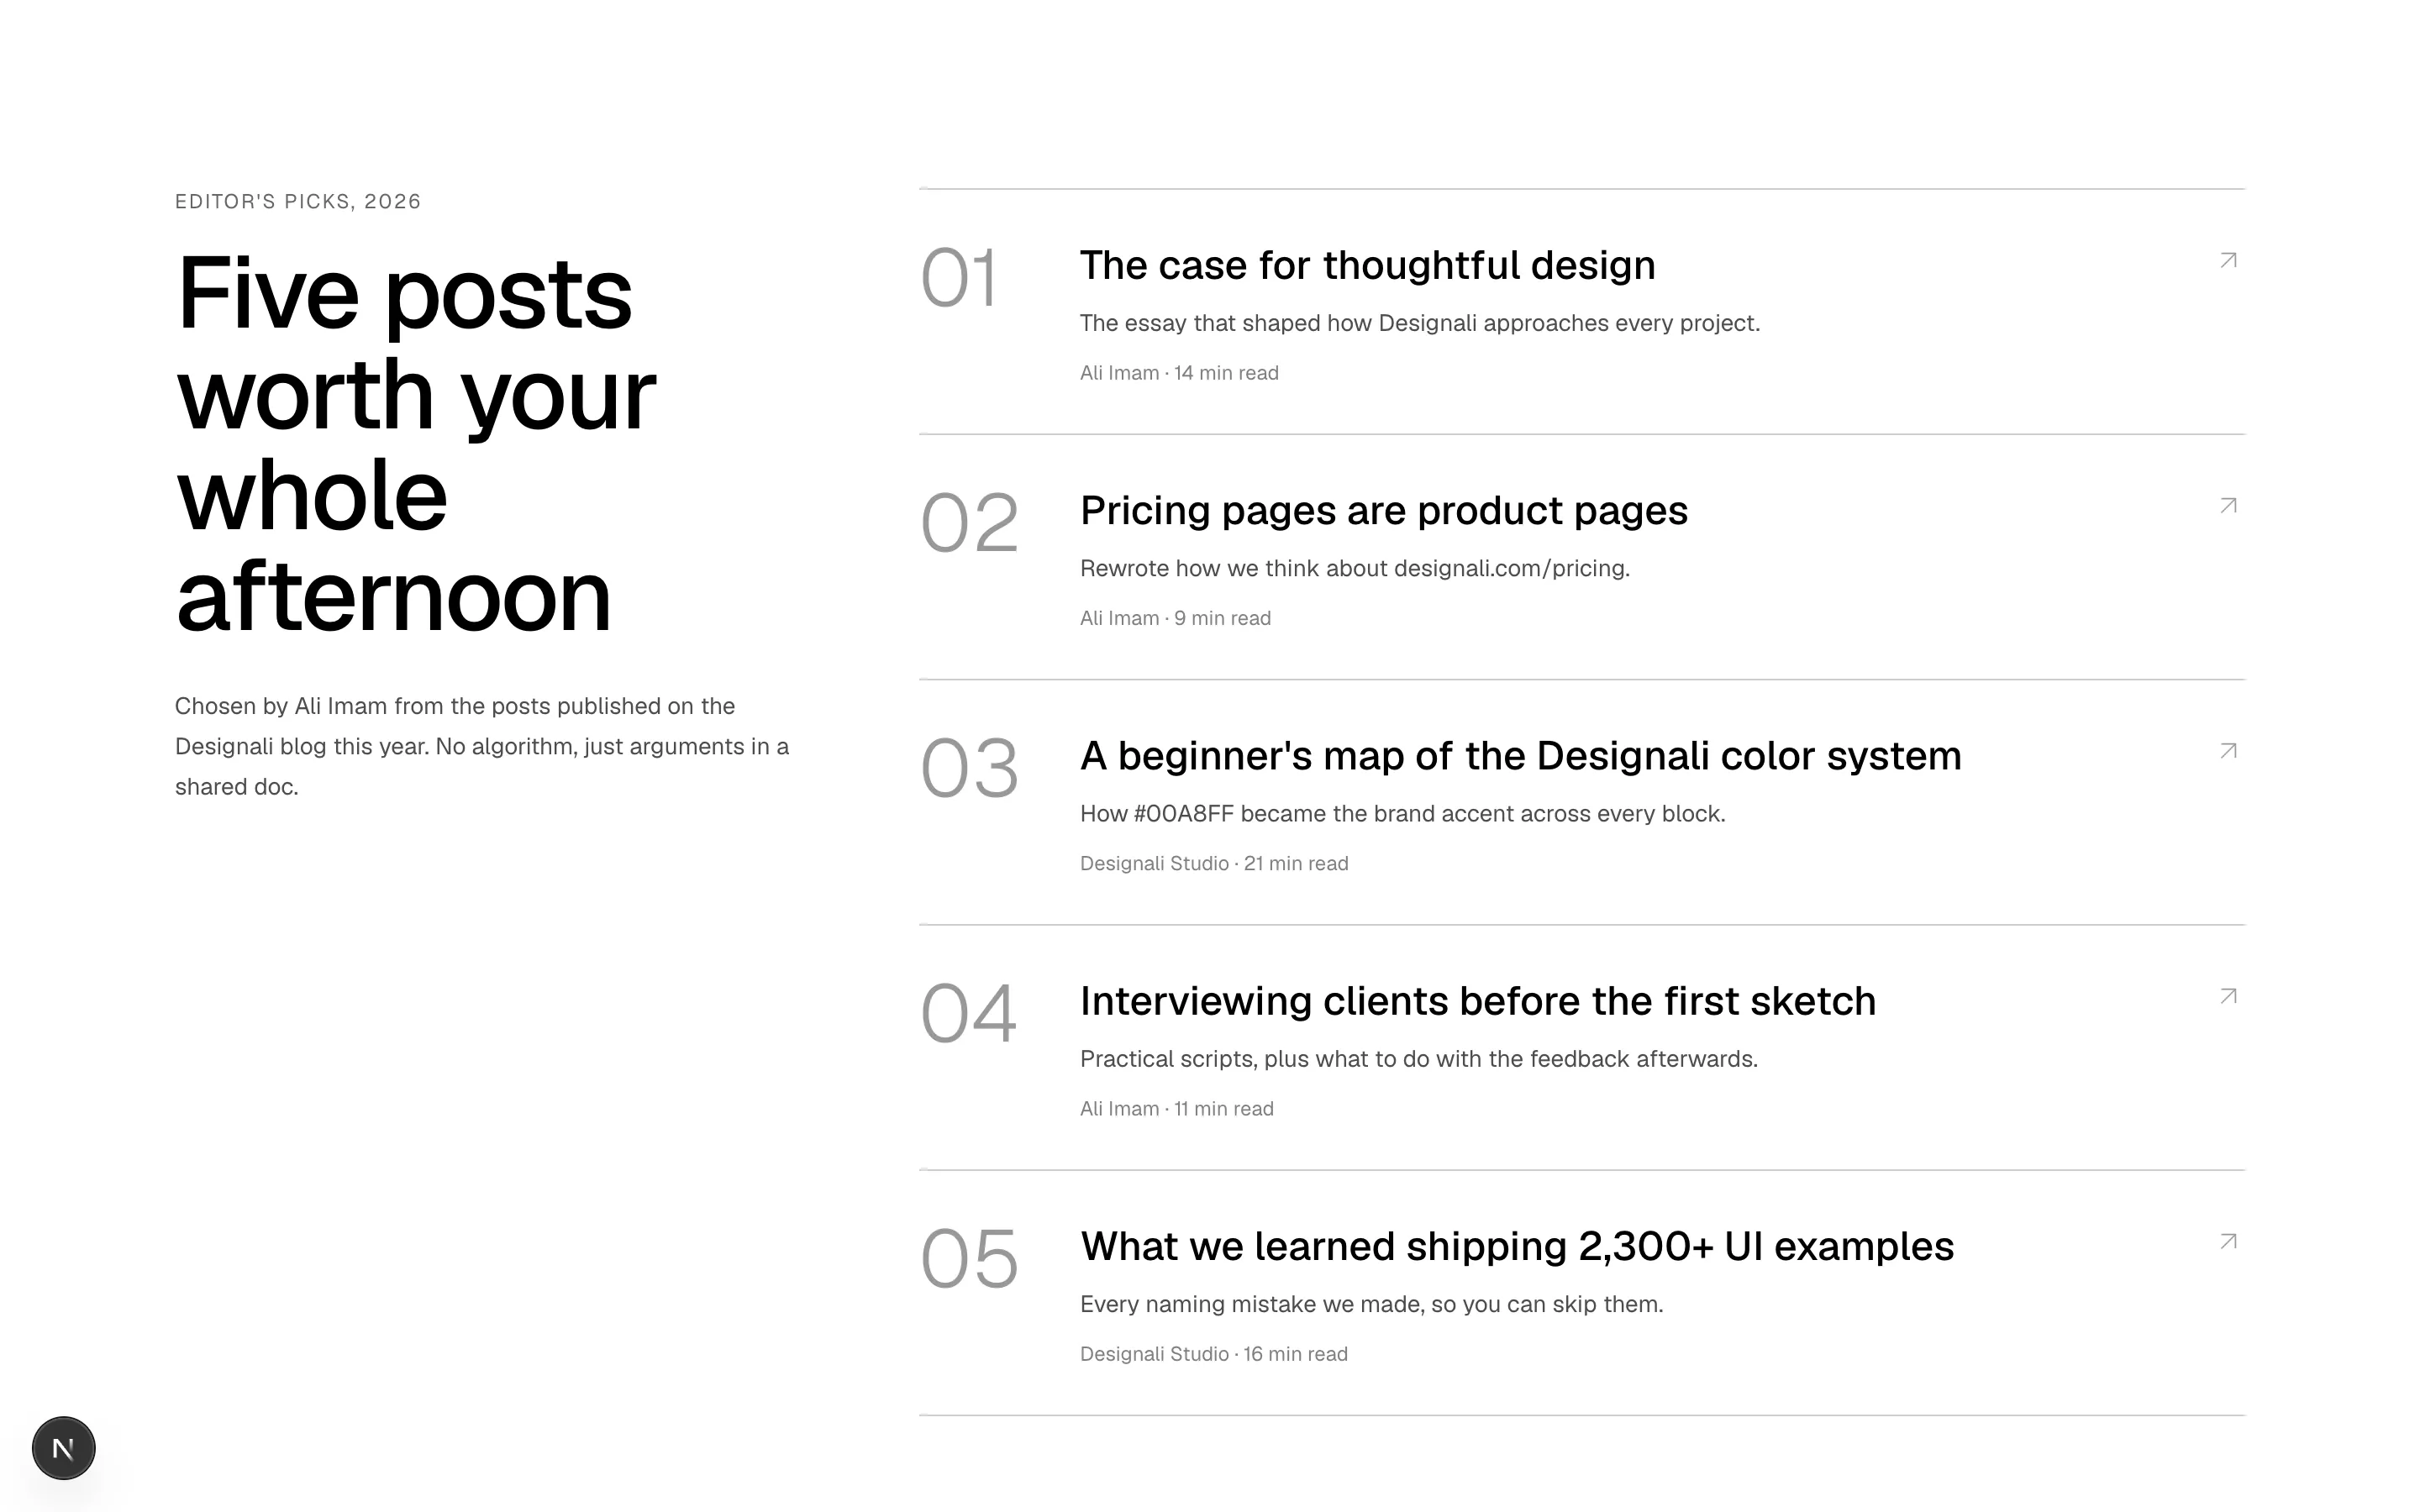 EDITOR'S PICKS, 2026
Five posts
worth your
whole
afternoon
Chosen by Ali Imam from the posts published on the
Designali blog this year. No algorithm, just arguments in a
shared doc.
01
The case for thoughtful design
The essay that shaped how Designali approaches every project.
Ali Imam · 14 min read
02
Pricing pages are product pages
Rewrote how we think about designali.com/pricing.
Ali Imam · 9 min read
03
A beginner's map of the Designali color system
How #00A8FF became the brand accent across every block.
Designali Studio · 21 min read
04
Interviewing clients before the first sketch
Practical scripts, plus what to do with the feedback afterwards.
Ali Imam · 11 min read
05
What we learned shipping 2,300+ UI examples
Every naming mistake we made, so you can skip them.
Designali Studio · 16 min read
N